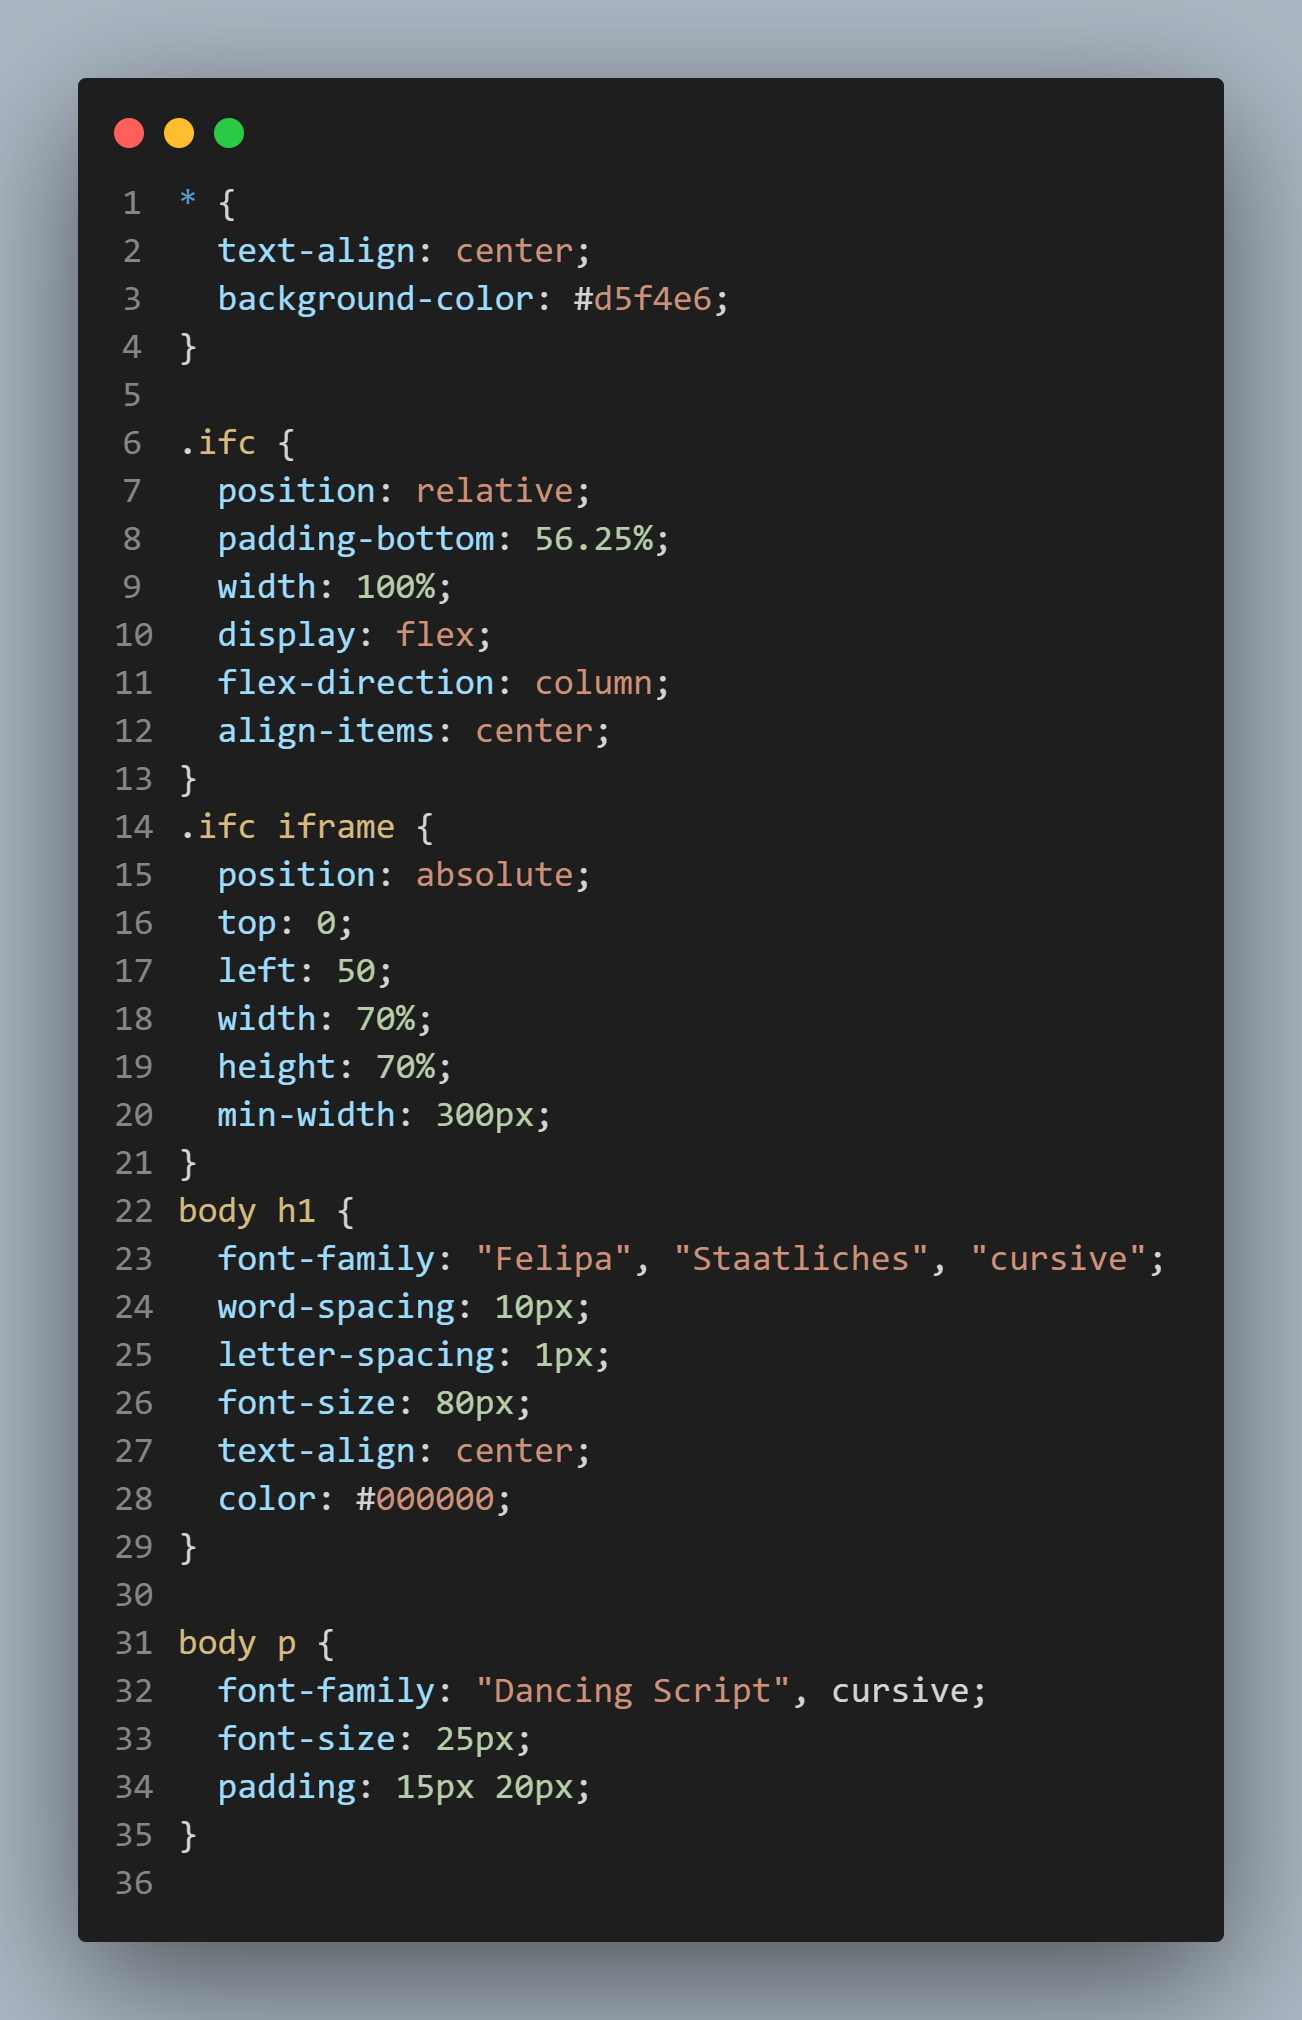 1 * {
2   text-align: center;
3   background-color: #d5f4e6;
4 }
5
6 .ifc {
7   position: relative;
8   padding-bottom: 56.25%;
9   width: 100%;
10   display: flex;
11   flex-direction: column;
12   align-items: center;
13 }
14 .ifc iframe {
15   position: absolute;
16   top: 0;
17   left: 50;
18   width: 70%;
19   height: 70%;
20   min-width: 300px;
21 }
22 body h1 {
23   font-family: "Felipa", "Staatliches", "cursive";
24   word-spacing: 10px;
25   letter-spacing: 1px;
26   font-size: 80px;
27   text-align: center;
28   color: #000000;
29 }
30
31 body p {
32   font-family: "Dancing Script", cursive;
33   font-size: 25px;
34   padding: 15px 20px;
35 }
36